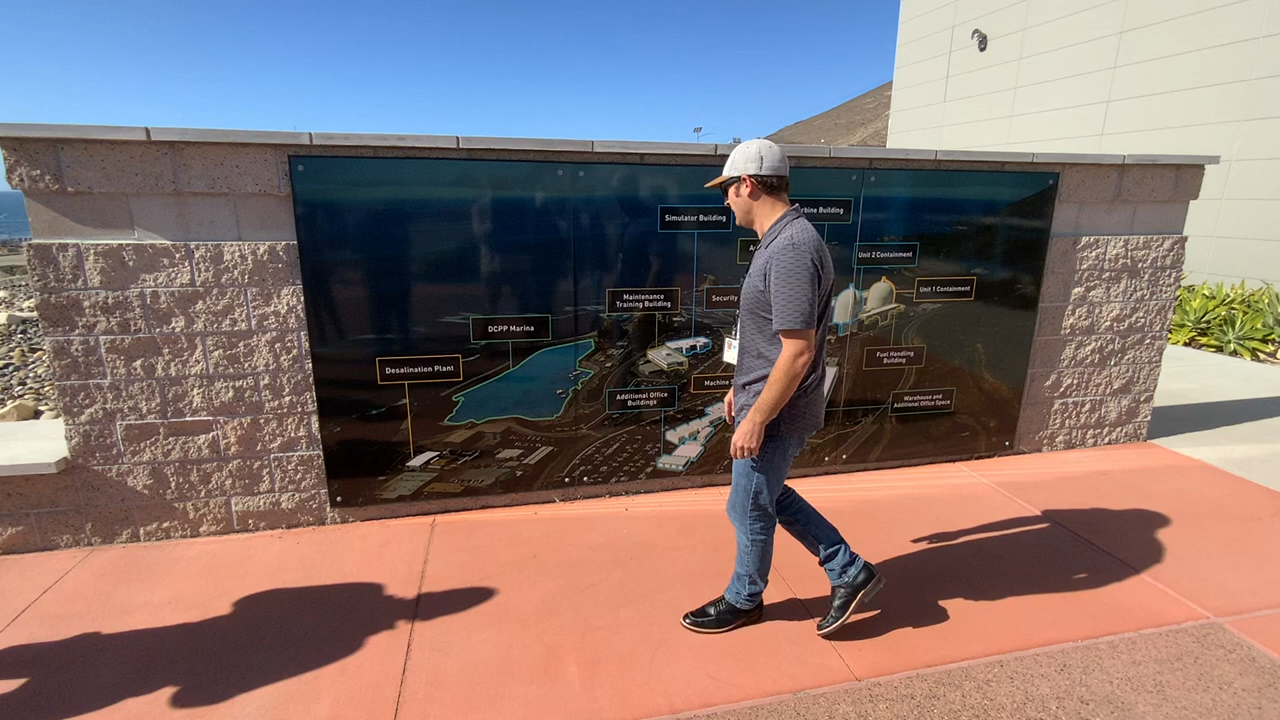 Simulator Building
rbine Building
Unit 2 Containment
Unit 1 Containment
Maintenance
Training Building
Security
DCPP Marina
Desalination Plant
Fuel Handling
Building
Machine
Additional Office
Buildings
Warehouse and
Additional Office Space